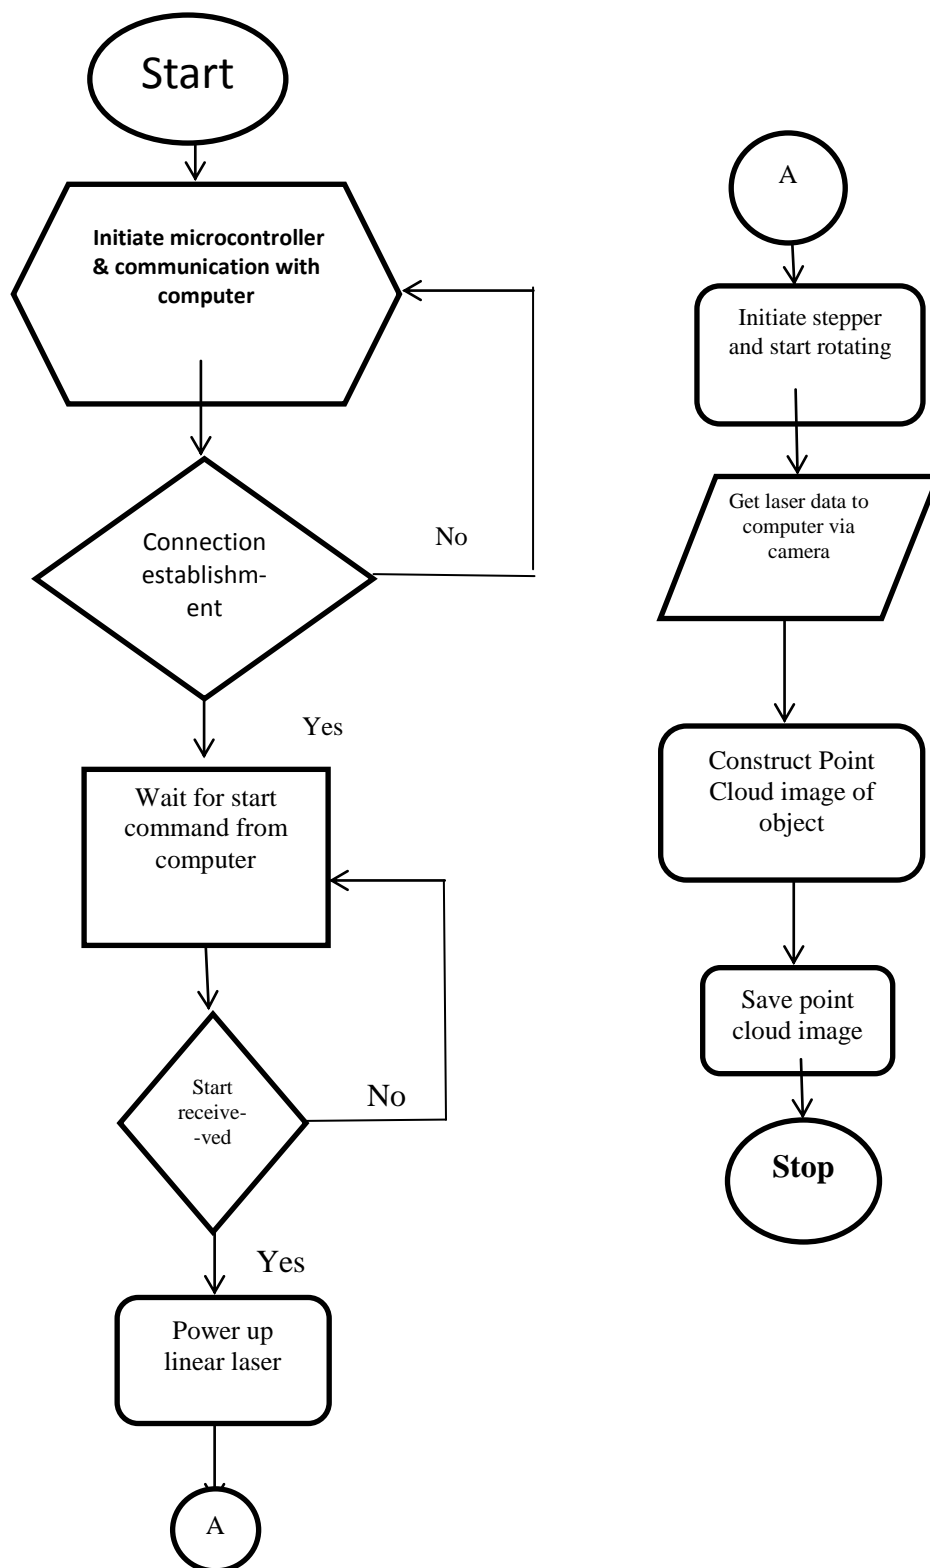 Start
Initiate microcontroller
& communication with
computer
No
Connection
establishm-
ent
Yes
Wait for start
command from
computer
Start
receive-
-ved
No
Yes
Power up
linear laser
A
A
Initiate stepper
and start rotating
Get laser data to
computer via
camera
Construct Point
Cloud image of
object
Save point
cloud image
Stop